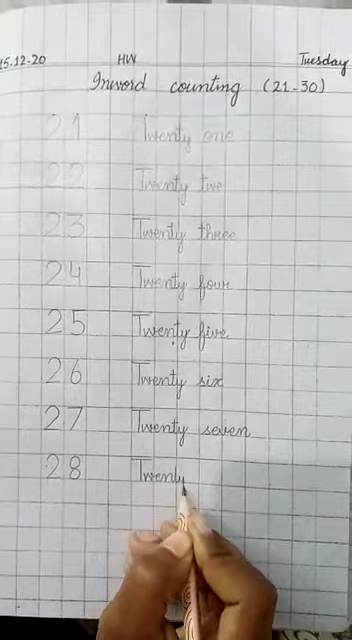 15.12-20 HW Tuesday
Inword counting (21-30)
21 Twenty one
22 Twenty two
23 Twenty three
24 Twenty four
25 Twenty five
26 Twenty six
27 Twenty seven
28 Twenty